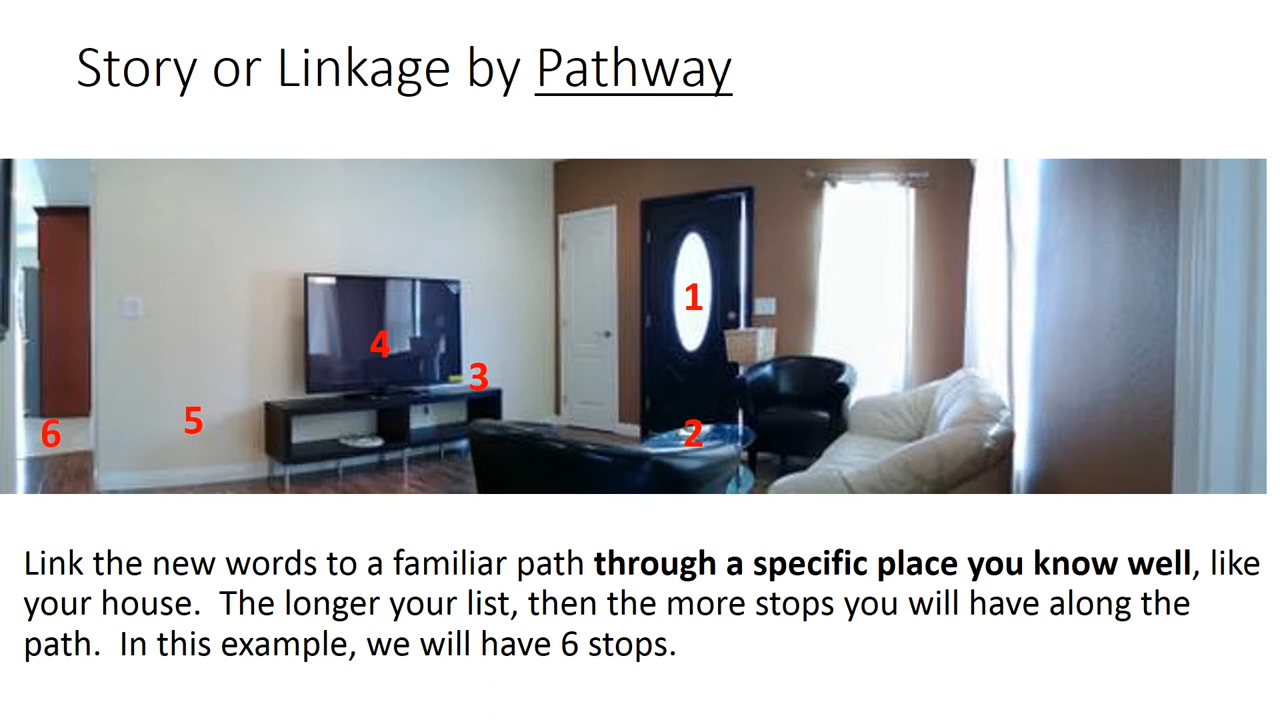 Story or Linkage by Pathway
1
4
3
5
6
2
Link the new words to a familiar path through a specific place you know well, like
your house.  The longer your list, then the more stops you will have along the
path.  In this example, we will have 6 stops.